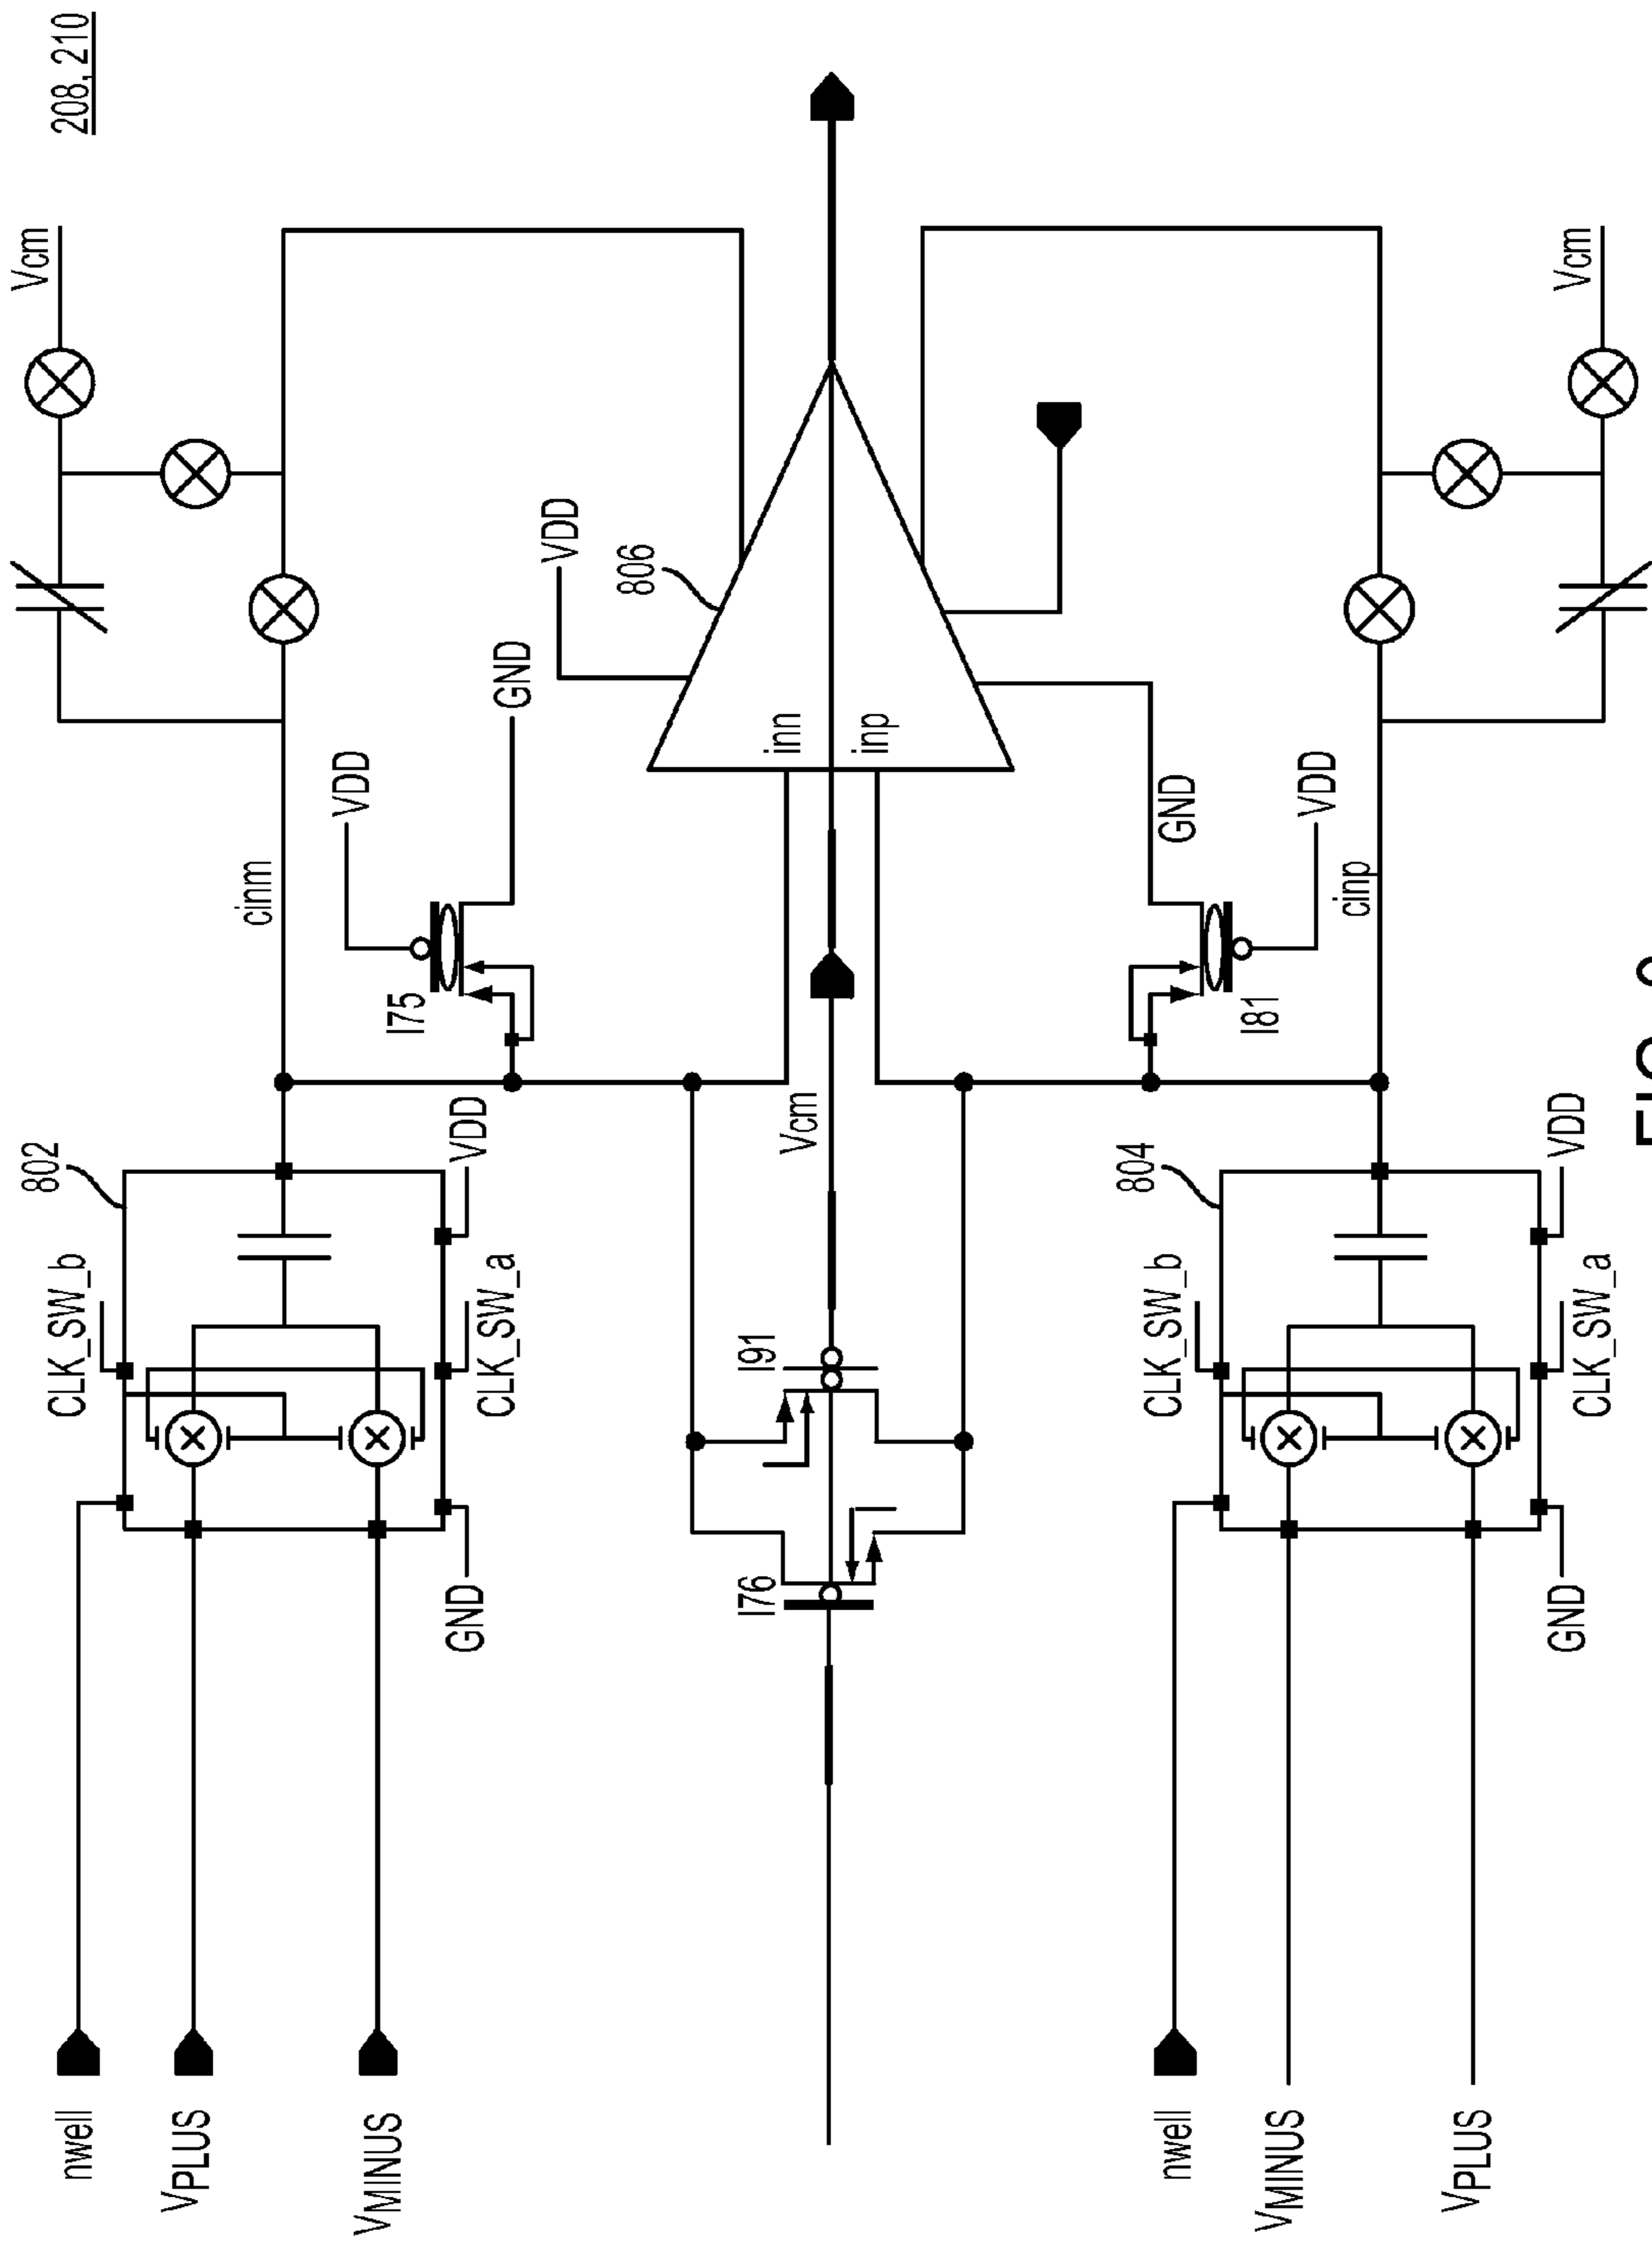 208, 210
nwell
CLK_SW_b
802
Vcm
VPLUS
VMINUS
GND
CLK_SW_a
VDD
cinm
I75
VDD
GND
VDD
806
I76
I91
Vcm
inn
inp
nwell
CLK_SW_b
804
GND
VMINUS
VPLUS
I81
VDD
cinp
GND
CLK_SW_a
VDD
Vcm